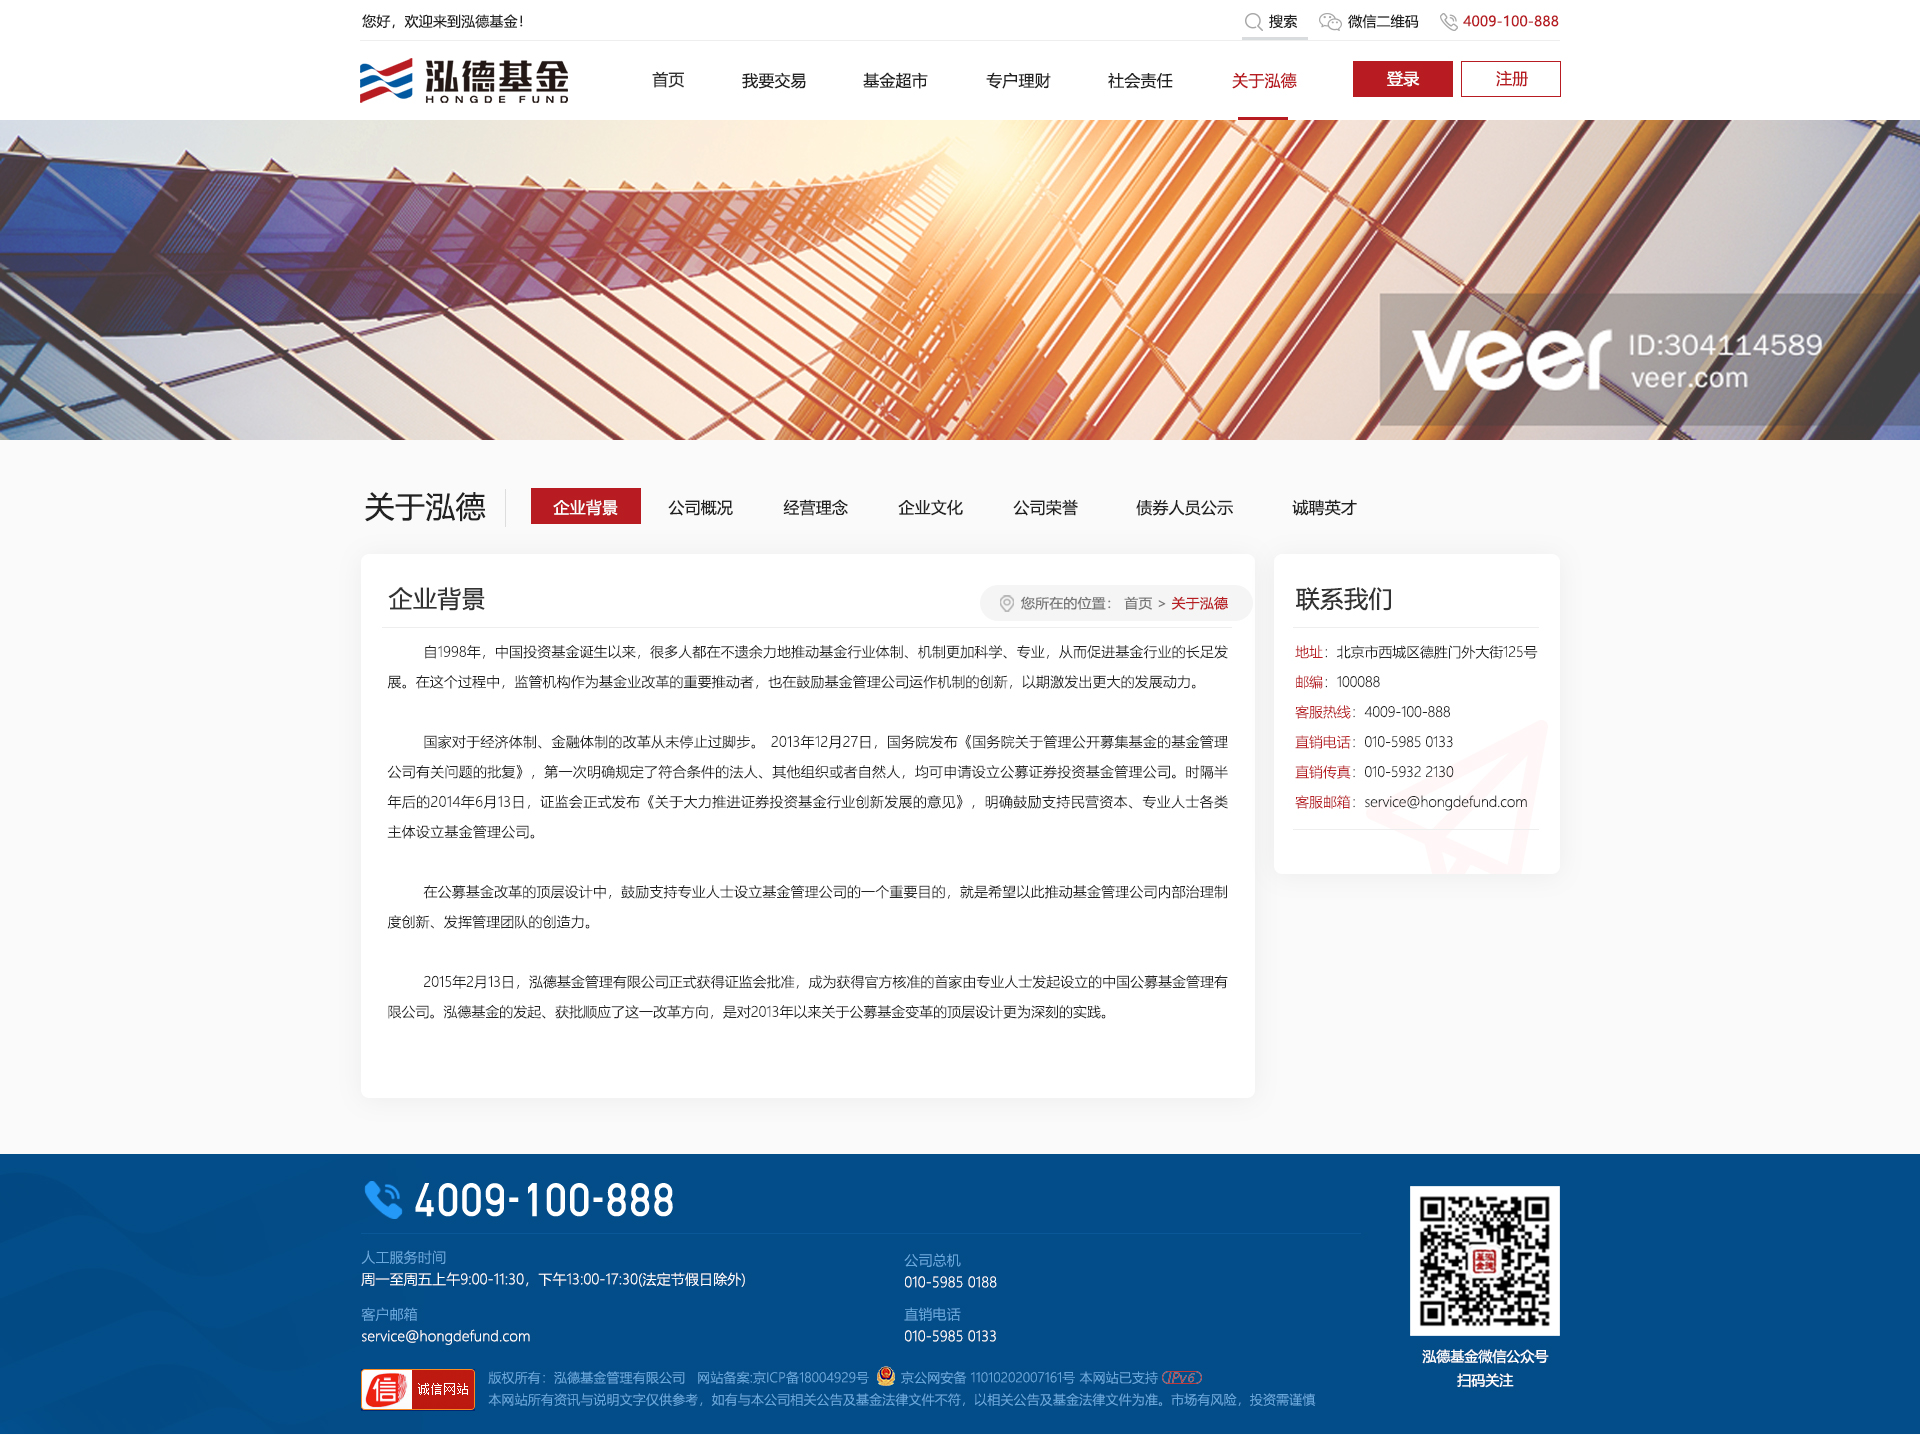 您好，欢迎来到泓德基金！
搜索
微信二维码
4009-100-888
泓德基金
HONGDE FUND
首页
我要交易
基金超市
专户理财
社会责任
关于泓德
登录
注册
veer ID:304114589
veer.com
关于泓德
企业背景
公司概况
经营理念
企业文化
公司荣誉
债券人员公示
诚聘英才
企业背景
您所在的位置： 首页 > 关于泓德
自1998年，中国投资基金诞生以来，很多人都在不遗余力地推动基金行业体制、机制更加科学、专业，从而促进基金行业的长足发
展。在这个过程中，监管机构作为基金业改革的重要推动者，也在鼓励基金管理公司运作机制的创新，以期激发出更大的发展动力。
国家对于经济体制、金融体制的改革从未停止过脚步。 2013年12月27日，国务院发布《国务院关于管理公开募集基金的基金管理
公司有关问题的批复》，第一次明确规定了符合条件的法人、其他组织或者自然人，均可申请设立公募证券投资基金管理公司。时隔半
年后的2014年6月13日，证监会正式发布《关于大力推进证券投资基金行业创新发展的意见》，明确鼓励支持民营资本、专业人士各类
主体设立基金管理公司。
在公募基金改革的顶层设计中，鼓励支持专业人士设立基金管理公司的一个重要目的，就是希望以此推动基金管理公司内部治理制
度创新、发挥管理团队的创造力。
2015年2月13日，泓德基金管理有限公司正式获得证监会批准，成为获得官方核准的首家由专业人士发起设立的中国公募基金管理有
限公司。泓德基金的发起、获批顺应了这一改革方向，是对2013年以来关于公募基金变革的顶层设计更为深刻的实践。
联系我们
地址：北京市西城区德胜门外大街125号
邮编：100088
客服热线：4009-100-888
直销电话：010-5985 0133
直销传真：010-5932 2130
客服邮箱：service@hongdefund.com
4009-100-888
人工服务时间
周一至周五上午9:00-11:30，下午13:00-17:30(法定节假日除外)
公司总机
010-5985 0188
客户邮箱
service@hongdefund.com
直销电话
010-5985 0133
泓德基金
泓德基金微信公众号
扫码关注
信 诚信网站
版权所有：泓德基金管理有限公司 网站备案:京ICP备18004929号 京公网安备 11010202007161号 本网站已支持 IPv6
本网站所有资讯与说明文字仅供参考，如有与本公司相关公告及基金法律文件不符，以相关公告及基金法律文件为准。市场有风险，投资需谨慎